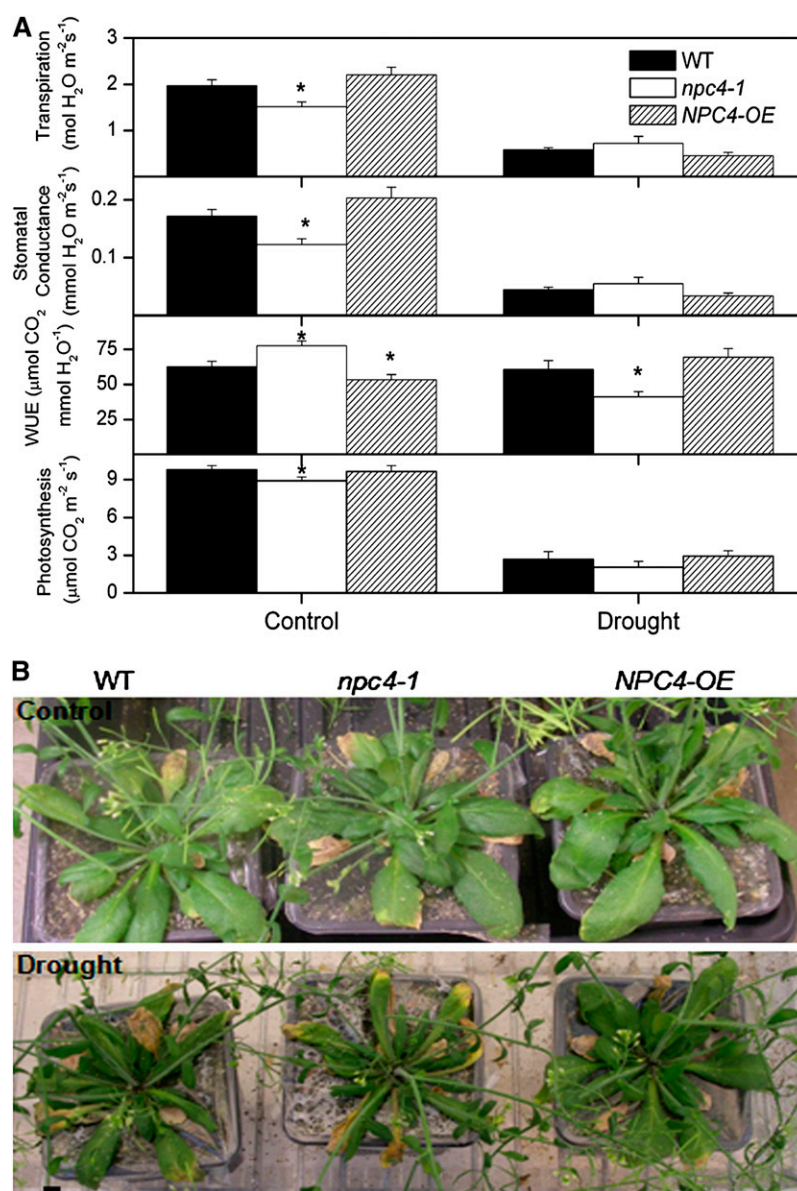 A
Transpiration
(mol H₂O m⁻²s⁻¹)
3
2
1
WT
npc4-1
NPC4-OE
*
Stomatal
Conductance
(mmol H₂O m⁻²s⁻¹)
0.2
0.1
*
WUE (μmol CO₂
mmol H₂O⁻¹)
75
50
25
*
*
*
Photosynthesis
(μmol CO₂ m⁻² s⁻¹)
9
6
3
0
*
Control
Drought
B
WT
npc4-1
NPC4-OE
Control
Drought